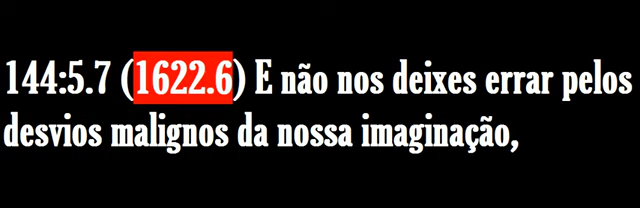 144:5.7 (1622.6) E não nos deixes errar pelos
desvios malignos da nossa imaginação,